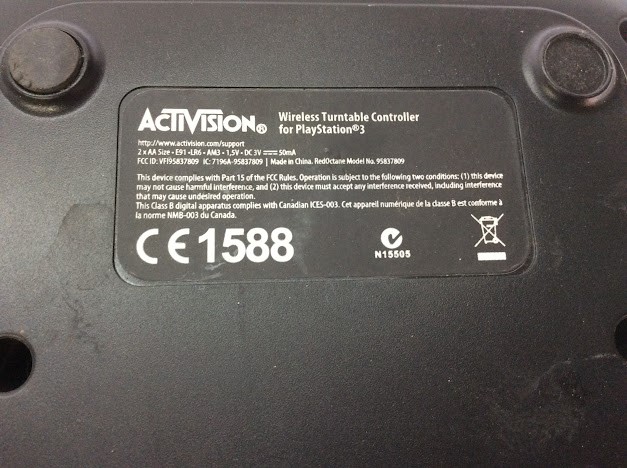 ACTIVISION® Wireless Turntable Controller
for PlayStation®3
http://www.activision.com/support
2 x AA Size - E91 -LR6 - AM3 - 1.5V - DC 3V ⎓ 50mA
FCC ID: VFI95837809 IC: 7196A-95837809 | Made in China. RedOctane Model No. 95837809
This device complies with Part 15 of the FCC Rules. Operation is subject to the following two conditions: (1) this device
may not cause harmful interference, and (2) this device must accept any interference received, including interference
that may cause undesired operation.
This Class B digital apparatus complies with Canadian ICES-003. Cet appareil numérique de la classe B est conforme à
la norme NMB-003 du Canada.
CE 1588
N15505